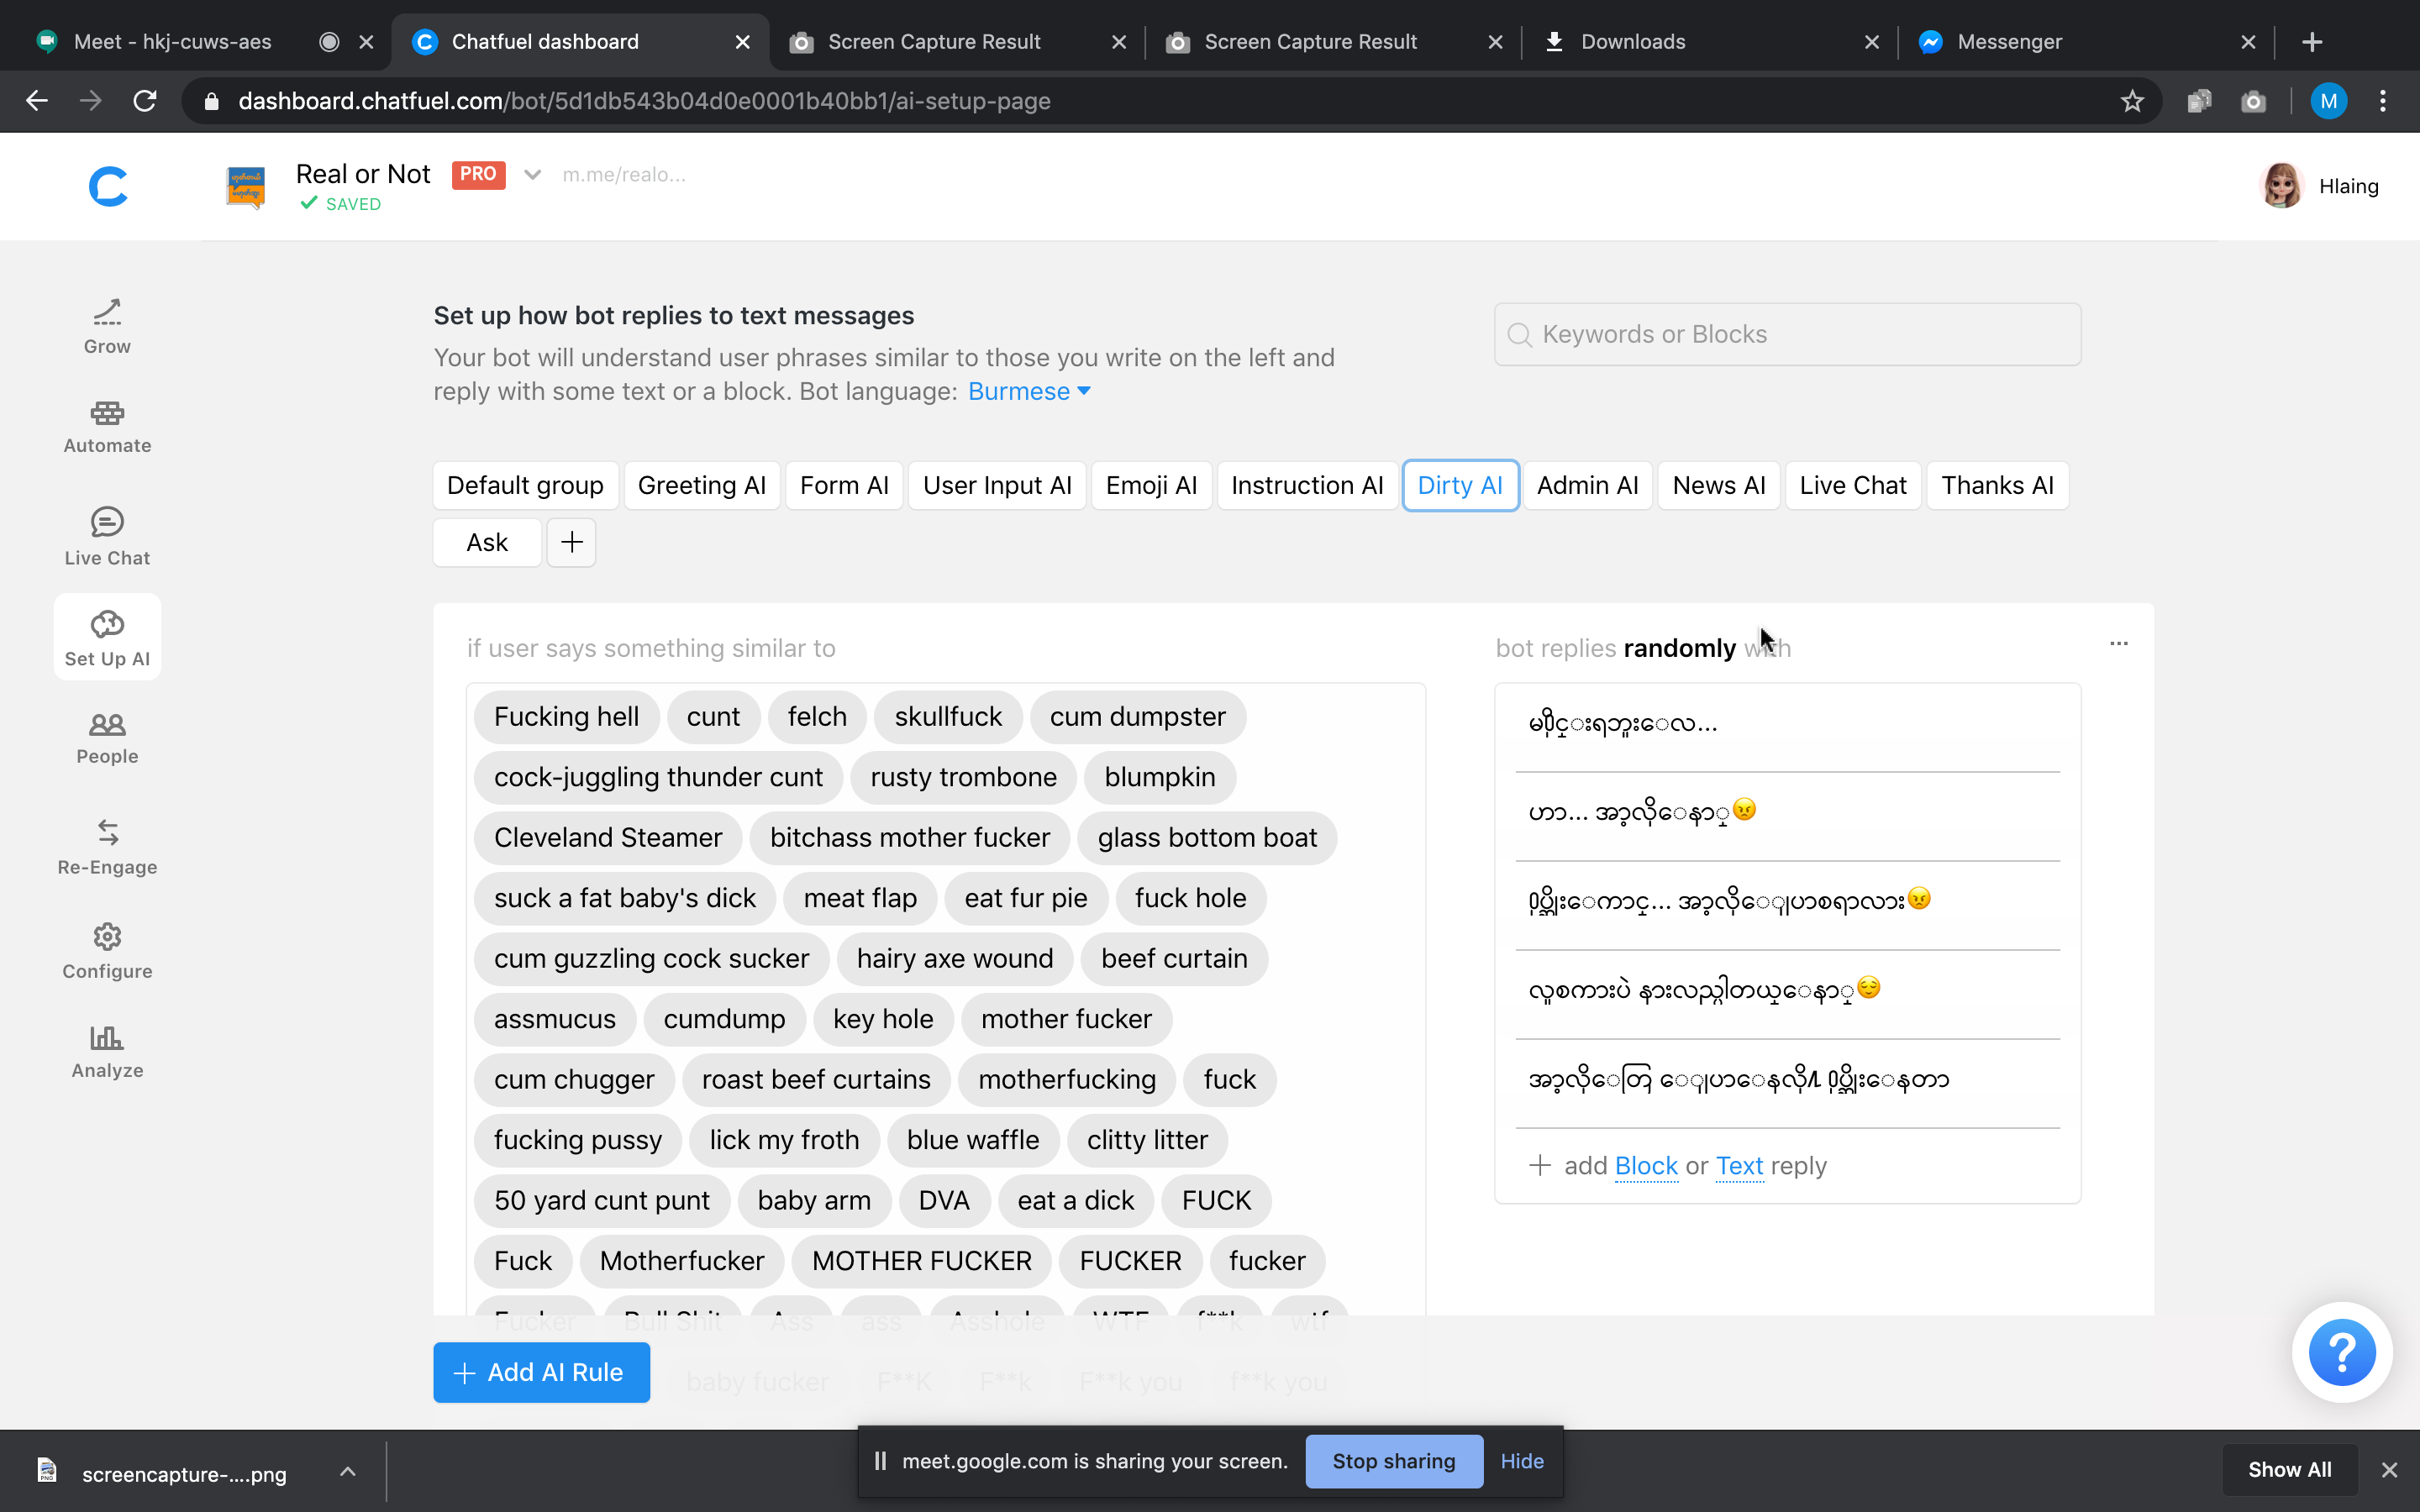 Meet - hkj-cuws-aes
Chatfuel dashboard
Screen Capture Result
Screen Capture Result
Downloads
Messenger
dashboard.chatfuel.com/bot/5d1db543b04d0e0001b40bb1/ai-setup-page
M
Real or Not PRO m.me/realo...
SAVED
Hlaing
Grow
Automate
Live Chat
Set Up AI
People
Re-Engage
Configure
Analyze
Set up how bot replies to text messages
Your bot will understand user phrases similar to those you write on the left and
reply with some text or a block. Bot language: Burmese
Keywords or Blocks
Default group Greeting AI Form AI User Input AI Emoji AI Instruction AI Dirty AI Admin AI News AI Live Chat Thanks AI
Ask
if user says something similar to
Fucking hell cunt felch skullfuck cum dumpster
cock-juggling thunder cunt rusty trombone blumpkin
Cleveland Steamer bitchass mother fucker glass bottom boat
suck a fat baby's dick meat flap eat fur pie fuck hole
cum guzzling cock sucker hairy axe wound beef curtain
assmucus cumdump key hole mother fucker
cum chugger roast beef curtains motherfucking fuck
fucking pussy lick my froth blue waffle clitty litter
50 yard cunt punt baby arm DVA eat a dick FUCK
Fuck Motherfucker MOTHER FUCKER FUCKER fucker
Fucker Bull Shit Ass ass Asshole WTF f**k wtf
baby fucker F**K F**k F**k you f**k you
bot replies randomly with
မ႐ိုင္းရဘူးေလ...
ဟာ... အာ့လိုေနာ္😠
႐ုပ္ဆိုးေကာင္... အာ့လိုေျပာစရာလား😠
လူစကားပဲ နားလည္ပါတယ္ေနာ္😌
အာ့လိုေတြ ေျပာေနလို႔ ႐ုပ္ဆိုးေနတာ
+ add Block or Text reply
+ Add AI Rule
?
screencapture-....png
meet.google.com is sharing your screen. Stop sharing Hide
Show All